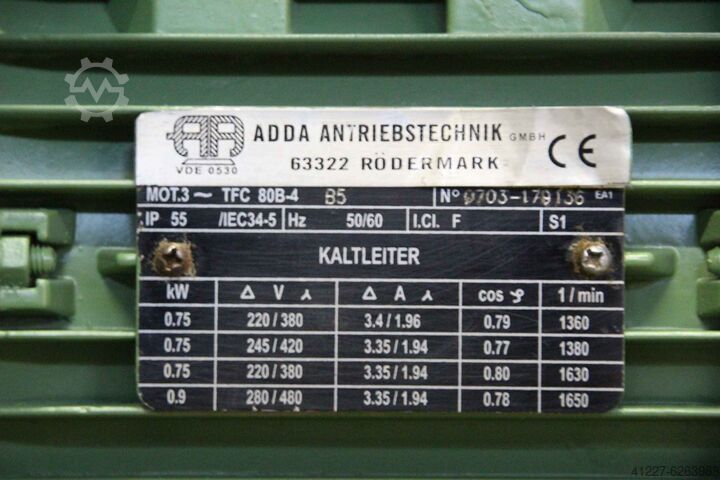 ADDA ANTRIEBSTECHNIK GMBH
63322 RÖDERMARK
VDE 0530
CE
MOT.3 ~ TFC 80B-4 B5 N° 0703-170136 EA1
IP 55 /IEC34-5 Hz 50/60 I.Cl. F S1
KALTLEITER
kW Δ V ⅄ Δ A ⅄ cos φ 1 / min
0.75 220 / 380 3.4 / 1.96 0.79 1360
0.75 245 / 420 3.35 / 1.94 0.77 1380
0.75 220 / 380 3.35 / 1.94 0.80 1630
0.9 280 / 480 3.35 / 1.94 0.78 1650